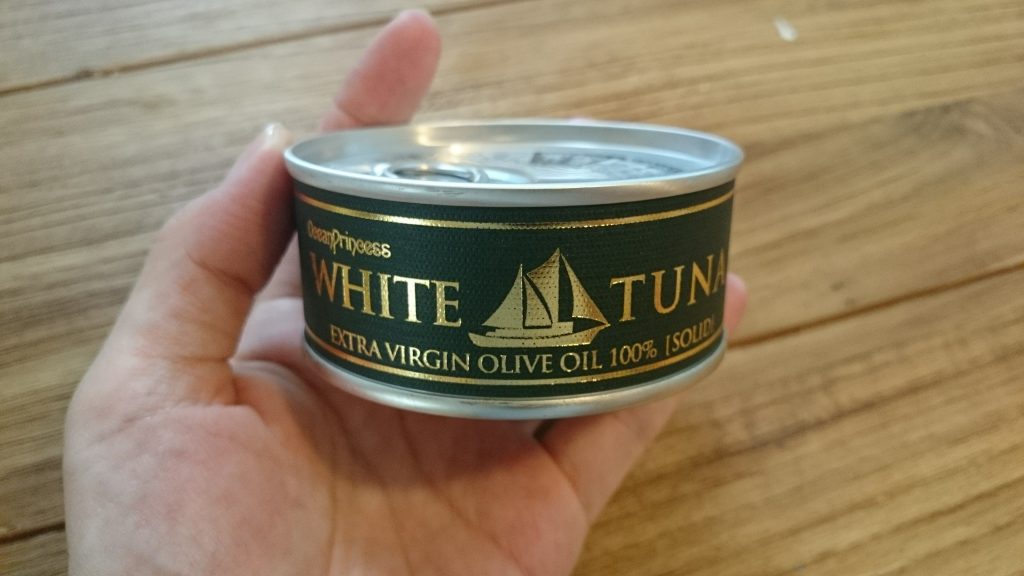 OceanPrincess
WHITE TUNA
EXTRA VIRGIN OLIVE OIL 100% [SOLID]